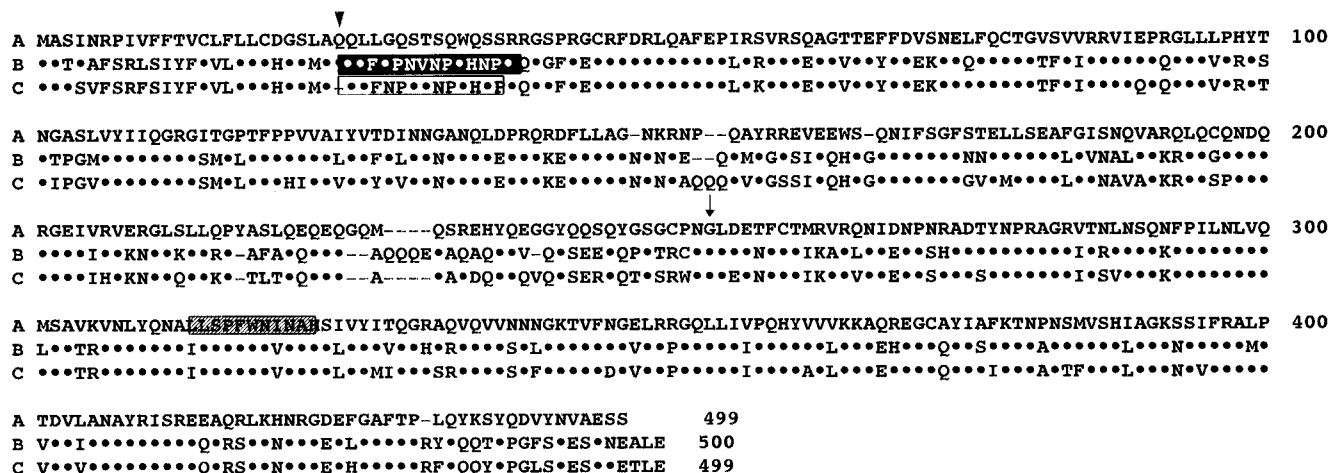 A MASINRPIVFFTVCLFLLCDGSLAQQLLGQSTSQWQSSRRGSPRGCRFDRLQAFEPIRSVRSQAGTTEFFDVSNELFQCTGVSVVRRVIEPRGLLLPHYT 100
B ••T•AFSRLSIYF•VL•••H••M•••F•PNVNP•HNP•Q•GF•E•••••••••••L•R•••E••V••Y••EK••Q•••••TF•I•••••••Q•••V•R•S
C •••SVFSRFSIYF•VL•••H••M•-••FNP••NP•H•P•Q••F•E•••••••••••L•K•••E••V••Y••EK••••••••TF•I•••••Q•Q•••V•R•T
A NGASLVYIIQGRGITGPTFPPVVAIYVTDINNGANQLDPRQRDFLLAG-NKRNP--QAYRREVEEWS-QNIFSGFSTELLSEAFGISNQVARQLQCQNDQ 200
B •TPGM••••••••SM•L•••••••L••F•L••N••••E•••KE••••••N•N•E--Q•M•G•SI•QH•G•••••••NN•••••••L•VNAL••KR••G••••
C •IPGV••••••••SM•L•••HI••V••Y•V••N••••E•••KE••••••N•N•AQQQ•V•GSSI•QH•G•••••••GV•M•••••L••NAVA•KR••SP•••
A RGEIVRVERGLSLLQPYASLQEQEQGQM----QSREHYQEGGYQQSQYGSGCPNGLDETFCTMRVRQNIDNPNRADTYNPRAGRVTNLNSQNFPILNLVQ 300
B ••••I••KN••K••R•-AFA•Q•••--AQQQE•AQAQ••V-Q•SEE•QP•TRC•••••N•••IKA•L••E••SH••••••••••I•R••••K••••••••
C ••••IH•KN••Q••K•-TLT•Q•••--A----•A•DQ••QVQ•SER•QT•SRW•••E•N•••IK•••••E••S•••S•••••••I•SV•••K••••••••
A MSAVKVNLYQNALLSPFWNINAHSIVYITQGRAQVQVVNNNGKTVFNGELRRGQLLIVPQHYVVVKKAQREGCAYIAFKTNPNSMVSHIAGKSSIFRALP 400
B L••TR••••••••I••••••V••••L•••V••H•R••••S•L•••••••V••P•••••I••••••L•••EH•••Q••S••••A•••••••L•••N•••••M•
C •••TR••••••••I••••••V••••L••MI•••SR••••S•F•••••D•V••P•••••I••••A•L•••E••••Q•••I•••A•TF•••L•••N•V••••••
A TDVLANAYRISREEAQRLKHNRGDEFGAFTP-LQYKSYQDVYNVAESS 499
B V••I•••••••••Q•RS••N•••E•L•••••RY•QQT•PGFS•ES•NEALE 500
C V••V•••••••••Q•RS••N•••E•H•••••RF•QQY•PGLS•ES••ETLE 499